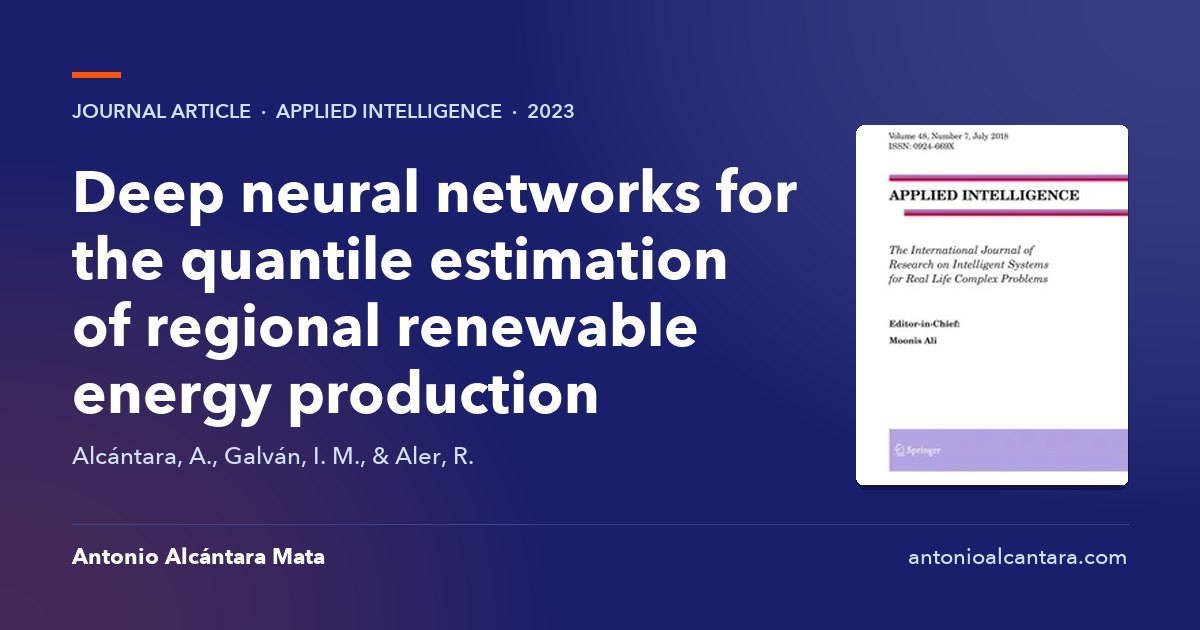 JOURNAL ARTICLE · APPLIED INTELLIGENCE · 2023
Deep neural networks for
the quantile estimation
of regional renewable
energy production
Alcántara, A., Galván, I. M., & Aler, R.
Antonio Alcántara Mata
antonioalcantara.com
Volume 48, Number 7, July 2018
ISSN: 0924-669X
APPLIED INTELLIGENCE
The International Journal of
Research on Intelligent Systems
for Real Life Complex Problems
Editor-in-Chief:
Moonis Ali
Springer